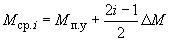 Mср.i = Mп.у + (2i − 1)/2 ΔM